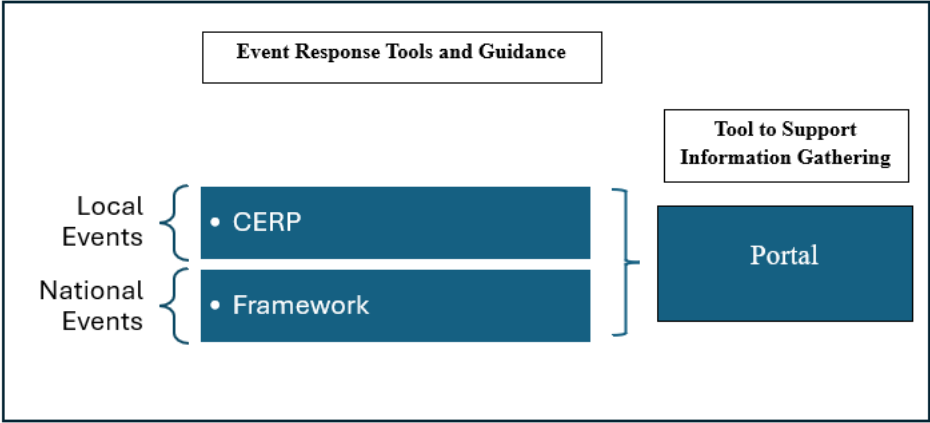 Event Response Tools and Guidance
Tool to Support
Information Gathering
Local
Events
• CERP
National
Events
• Framework
Portal